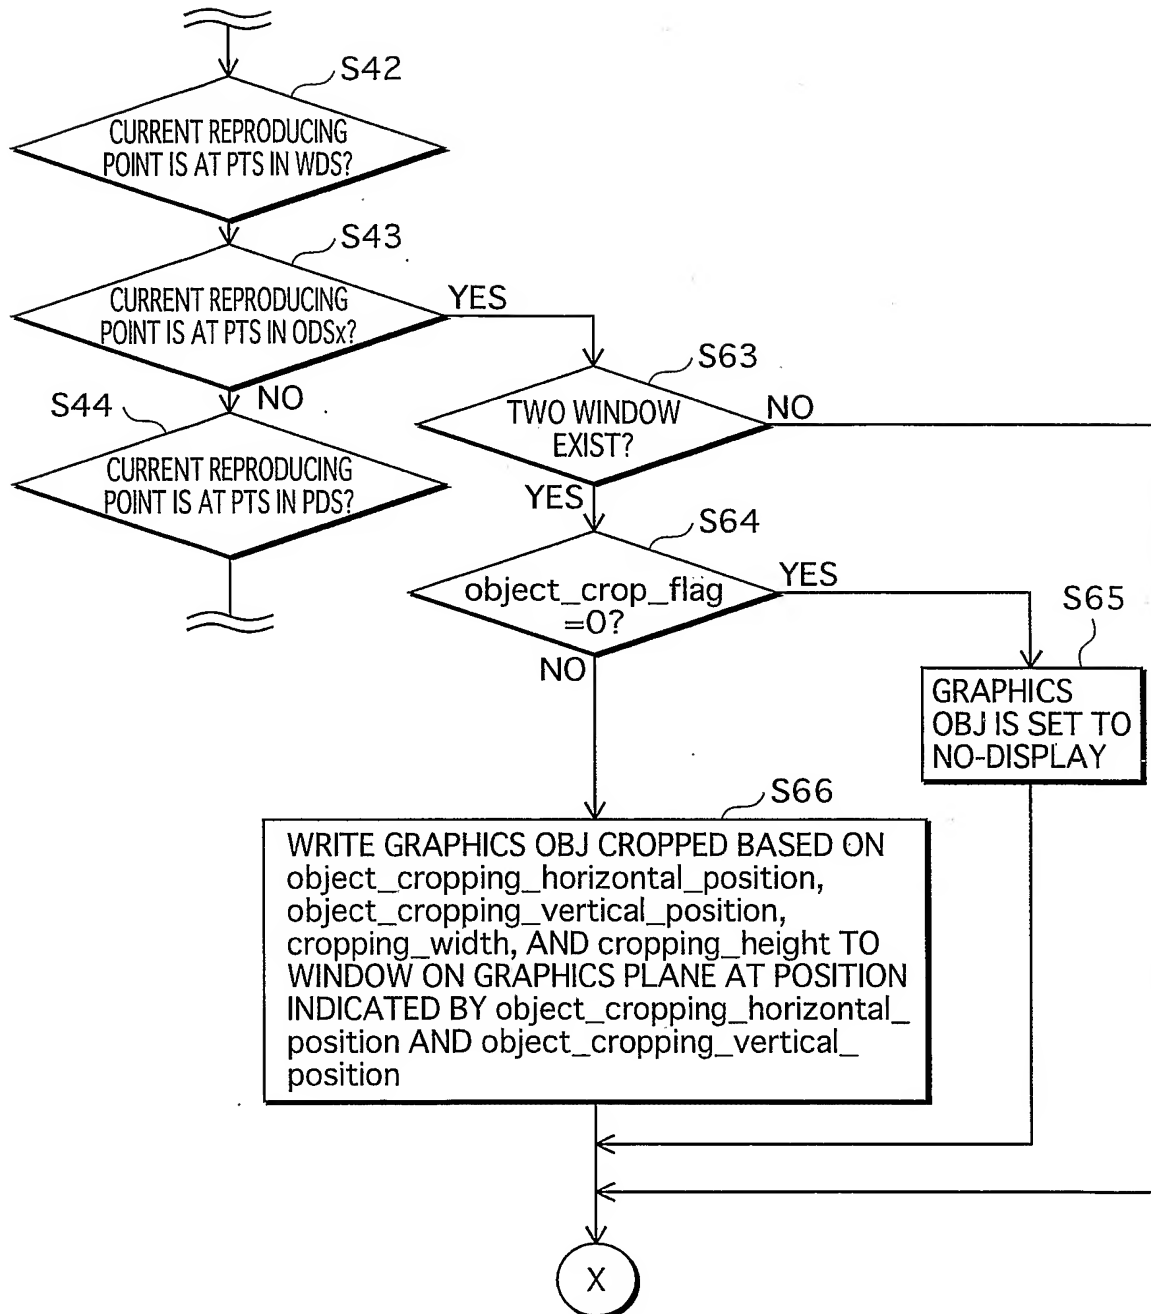 S42
CURRENT REPRODUCING
POINT IS AT PTS IN WDS?
S43
CURRENT REPRODUCING
POINT IS AT PTS IN ODSx?
YES
NO
S44
CURRENT REPRODUCING
POINT IS AT PTS IN PDS?
S63
TWO WINDOW
EXIST?
NO
YES
S64
object_crop_flag
=0?
YES
NO
S65
GRAPHICS
OBJ IS SET TO
NO-DISPLAY
S66
WRITE GRAPHICS OBJ CROPPED BASED ON
object_cropping_horizontal_position,
object_cropping_vertical_position,
cropping_width, AND cropping_height TO
WINDOW ON GRAPHICS PLANE AT POSITION
INDICATED BY object_cropping_horizontal_
position AND object_cropping_vertical_
position
X